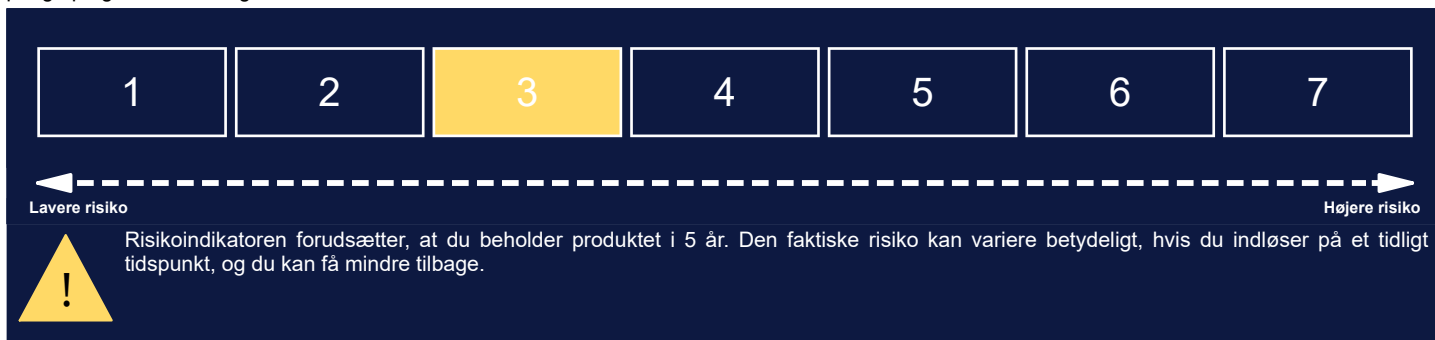 1 2 3 4 5 6 7
Lavere risiko Højere risiko
Risikoindikatoren forudsætter, at du beholder produktet i 5 år. Den faktiske risiko kan variere betydeligt, hvis du indløser på et tidligt
tidspunkt, og du kan få mindre tilbage.
!